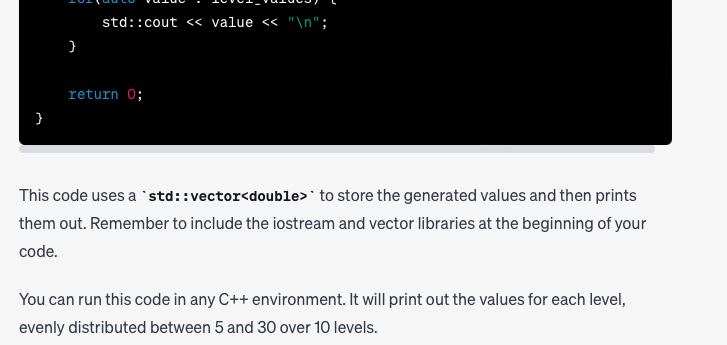 for(auto value : level_values) {
std::cout << value << "\n";
}
return 0;
}
This code uses a `std::vector<double>` to store the generated values and then prints
them out. Remember to include the iostream and vector libraries at the beginning of your
code.
You can run this code in any C++ environment. It will print out the values for each level,
evenly distributed between 5 and 30 over 10 levels.